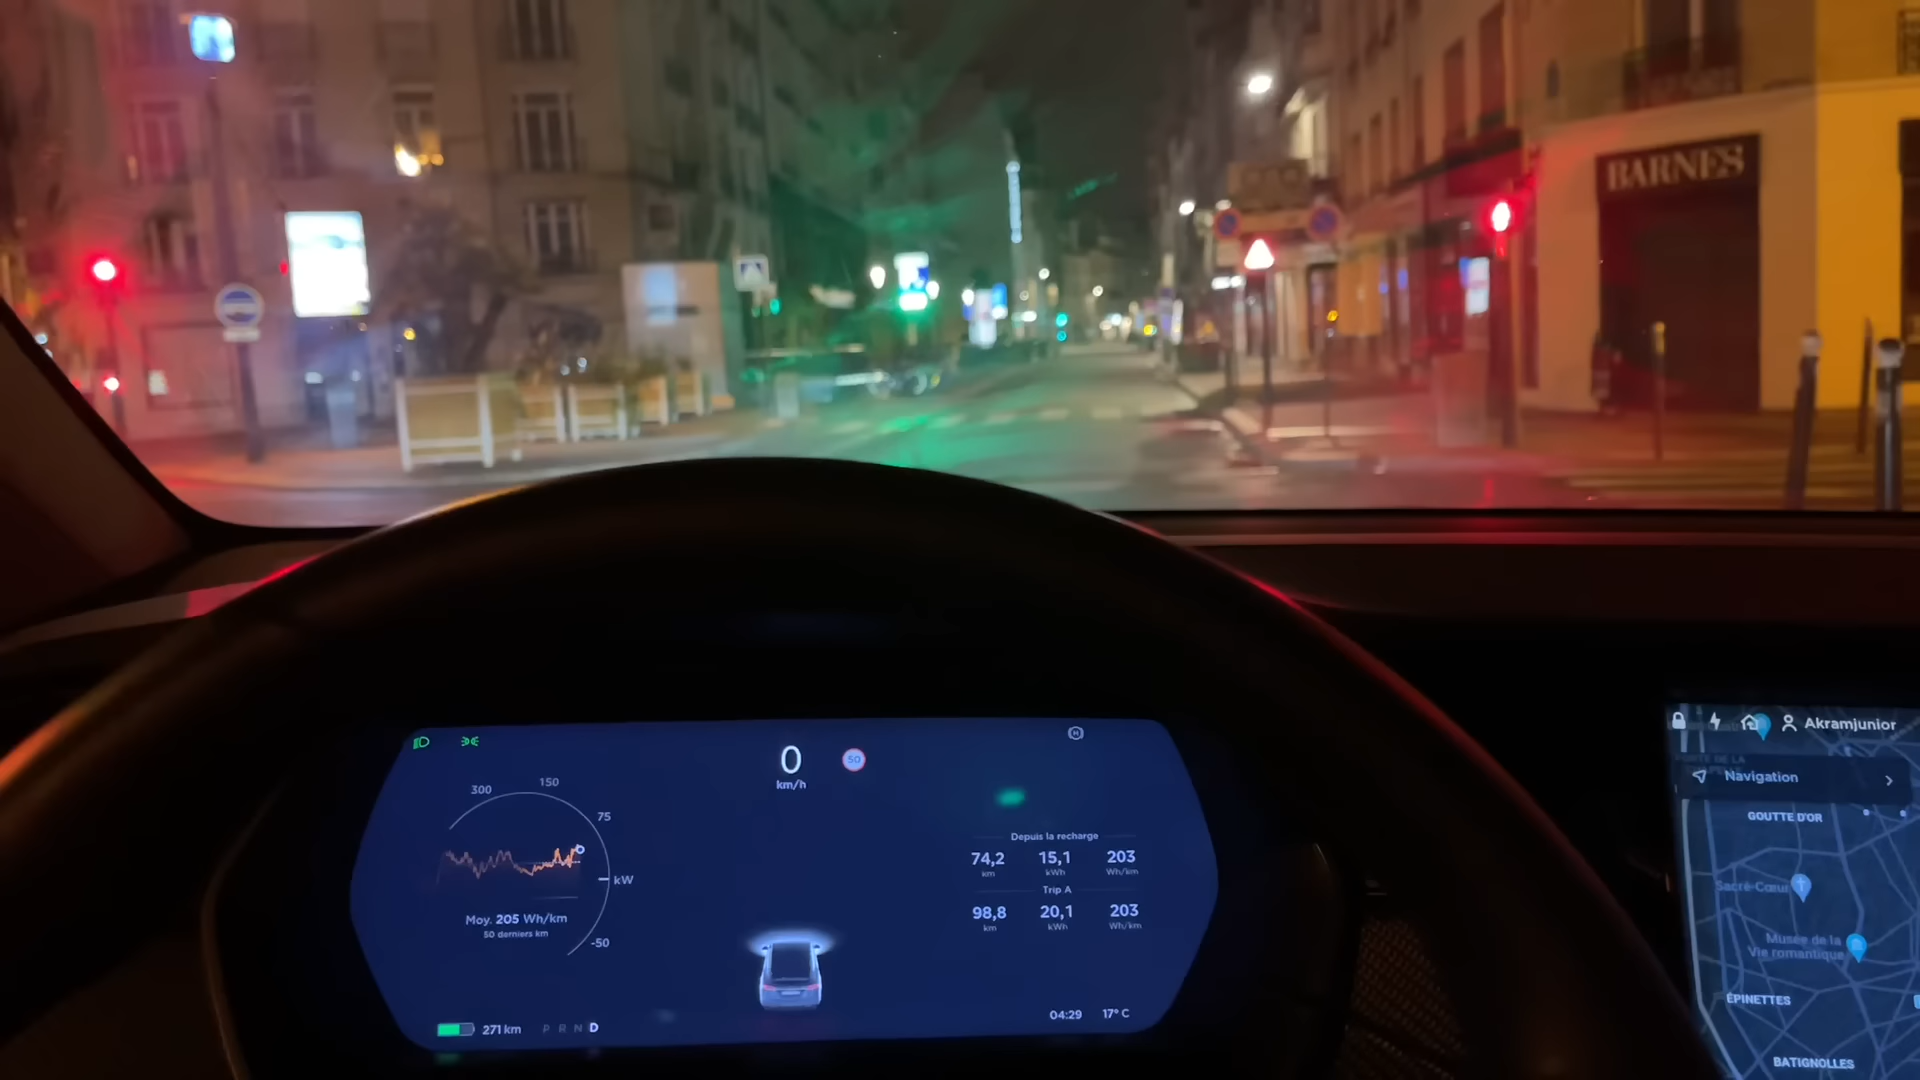 BARNES
0
km/h
50
300
150
75
kW
-50
Moy. 205 Wh/km
50 derniers km
Depuis la recharge
74,2
15,1
203
km
kWh
Wh/km
Trip A
98,8
20,1
203
km
kWh
Wh/km
271 km
P R N D
04:29
17° C
Akramjunior
Navigation
GOUTTE D'OR
Sacré-Cœur
Musée de la
Vie romantique
ÉPINETTES
BATIGNOLLES